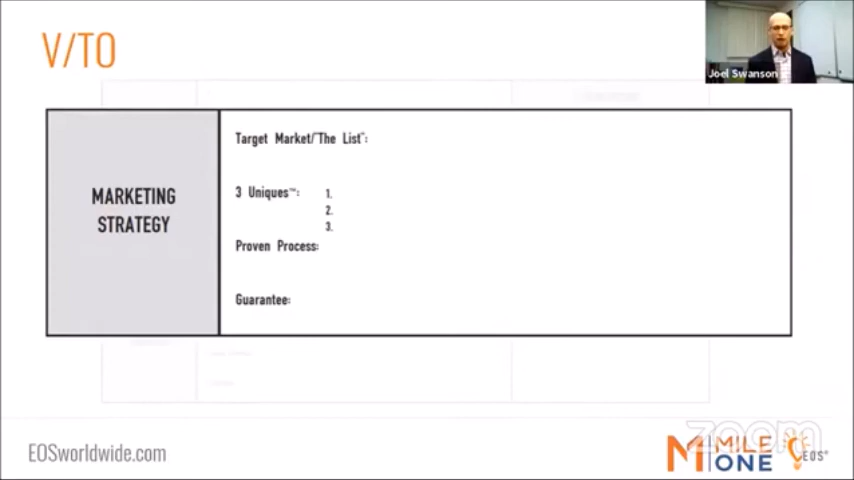 V/TO
Joel Swanson
Target Market/"The List":
MARKETING
STRATEGY
3 Uniques™:
1.
2.
3.
Proven Process:
Guarantee:
EOSworldwide.com
zoom
MILE
ONE
EOS®